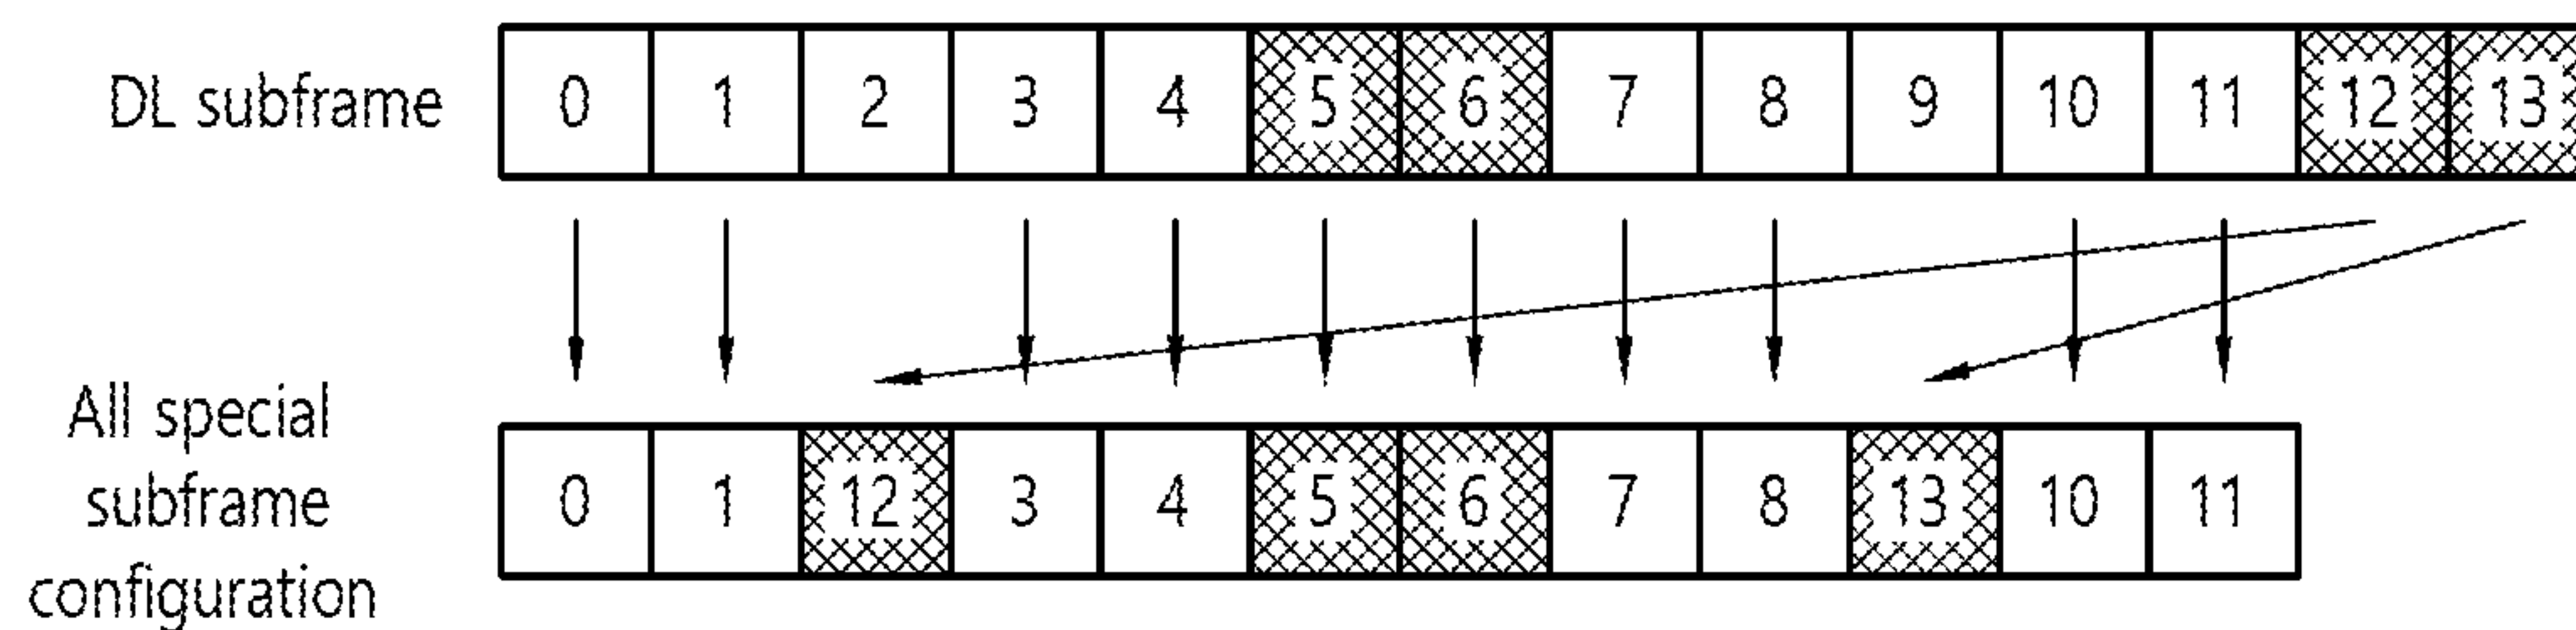 DL subframe 0 1 2 3 4 5 6 7 8 9 10 11 12 13
All special
subframe
configuration
0 1 12 3 4 5 6 7 8 13 10 11